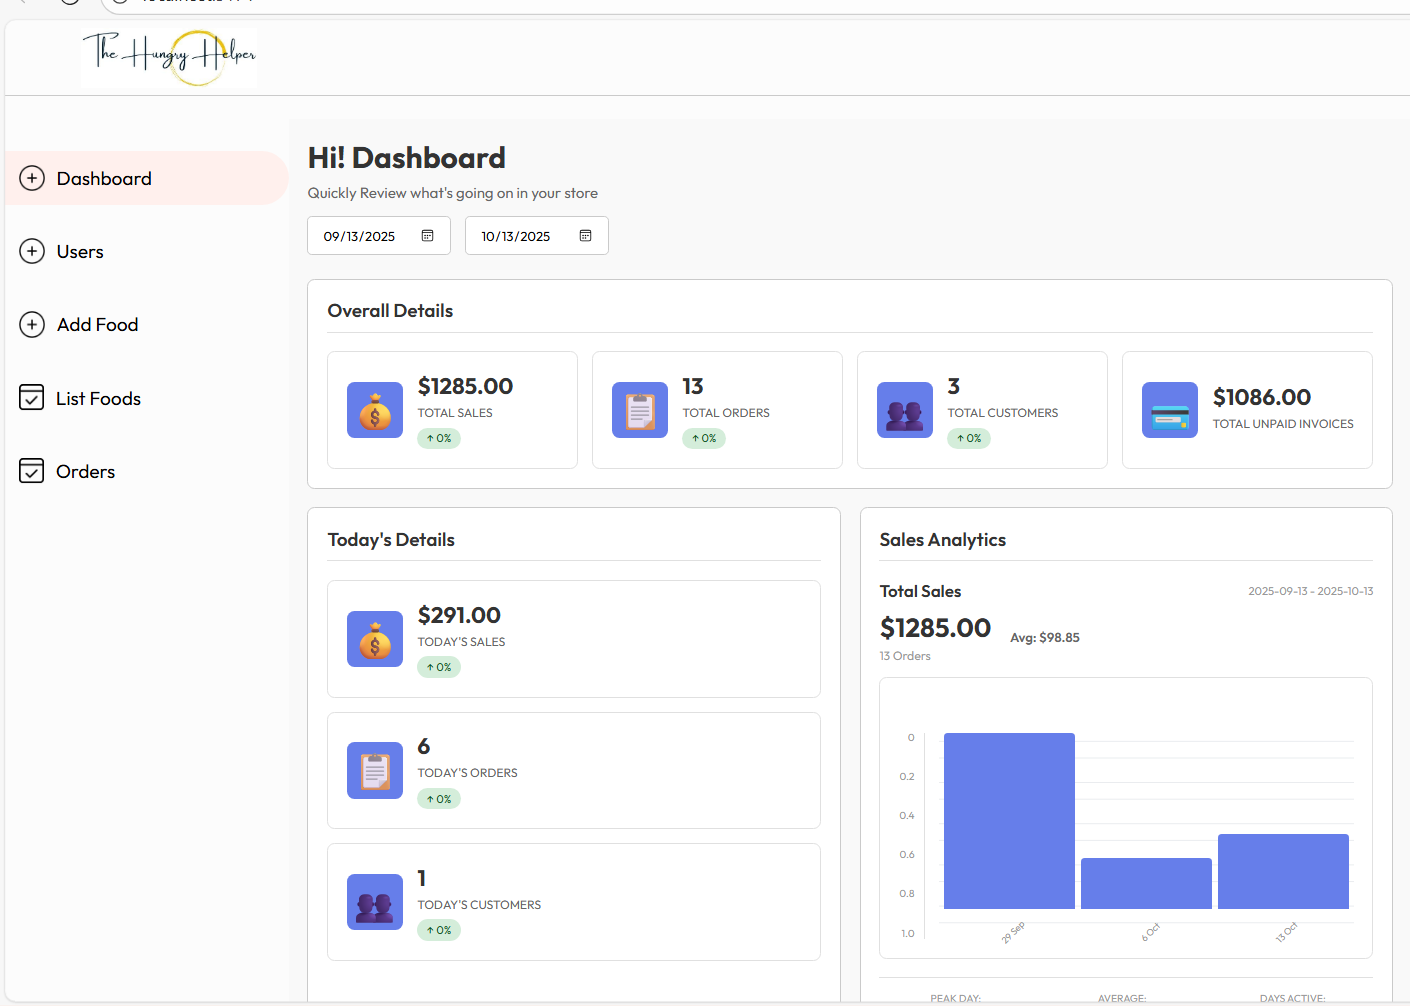 The Hungry Helper
Dashboard
Users
Add Food
List Foods
Orders
Hi! Dashboard
Quickly Review what's going on in your store
09/13/2025
10/13/2025
Overall Details
$1285.00
TOTAL SALES
↑ 0%
13
TOTAL ORDERS
↑ 0%
3
TOTAL CUSTOMERS
↑ 0%
$1086.00
TOTAL UNPAID INVOICES
Today's Details
$291.00
TODAY'S SALES
↑ 0%
6
TODAY'S ORDERS
↑ 0%
1
TODAY'S CUSTOMERS
↑ 0%
Sales Analytics
Total Sales
2025-09-13 - 2025-10-13
$1285.00
Avg: $98.85
13 Orders
0
0.2
0.4
0.6
0.8
1.0
29 Sep
6 Oct
13 Oct
PEAK DAY:
AVERAGE:
DAYS ACTIVE: